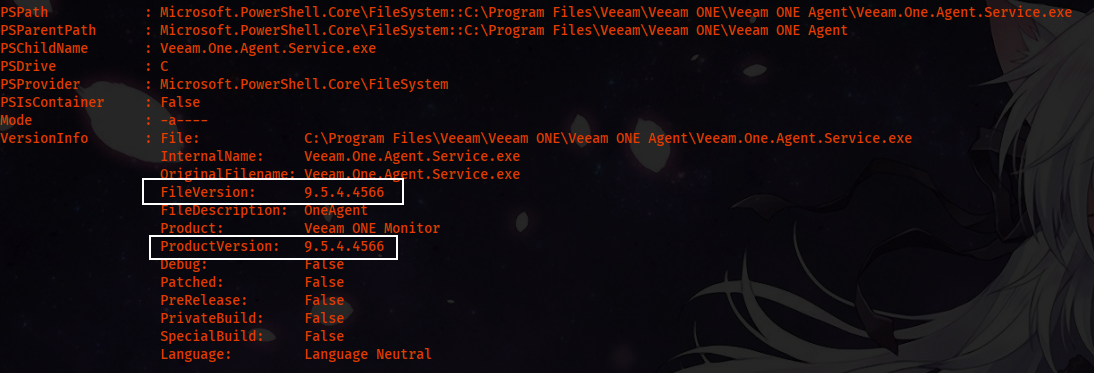 PSPath : Microsoft.PowerShell.Core\FileSystem::C:\Program Files\Veeam\Veeam ONE\Veeam ONE Agent\Veeam.One.Agent.Service.exe
PSParentPath : Microsoft.PowerShell.Core\FileSystem::C:\Program Files\Veeam\Veeam ONE\Veeam ONE Agent
PSChildName : Veeam.One.Agent.Service.exe
PSDrive : C
PSProvider : Microsoft.PowerShell.Core\FileSystem
PSIsContainer : False
Mode : -a----
VersionInfo : File: C:\Program Files\Veeam\Veeam ONE\Veeam ONE Agent\Veeam.One.Agent.Service.exe
InternalName: Veeam.One.Agent.Service.exe
OriginalFilename: Veeam.One.Agent.Service.exe
FileVersion: 9.5.4.4566
FileDescription: OneAgent
Product: Veeam ONE Monitor
ProductVersion: 9.5.4.4566
Debug: False
Patched: False
PreRelease: False
PrivateBuild: False
SpecialBuild: False
Language: Language Neutral